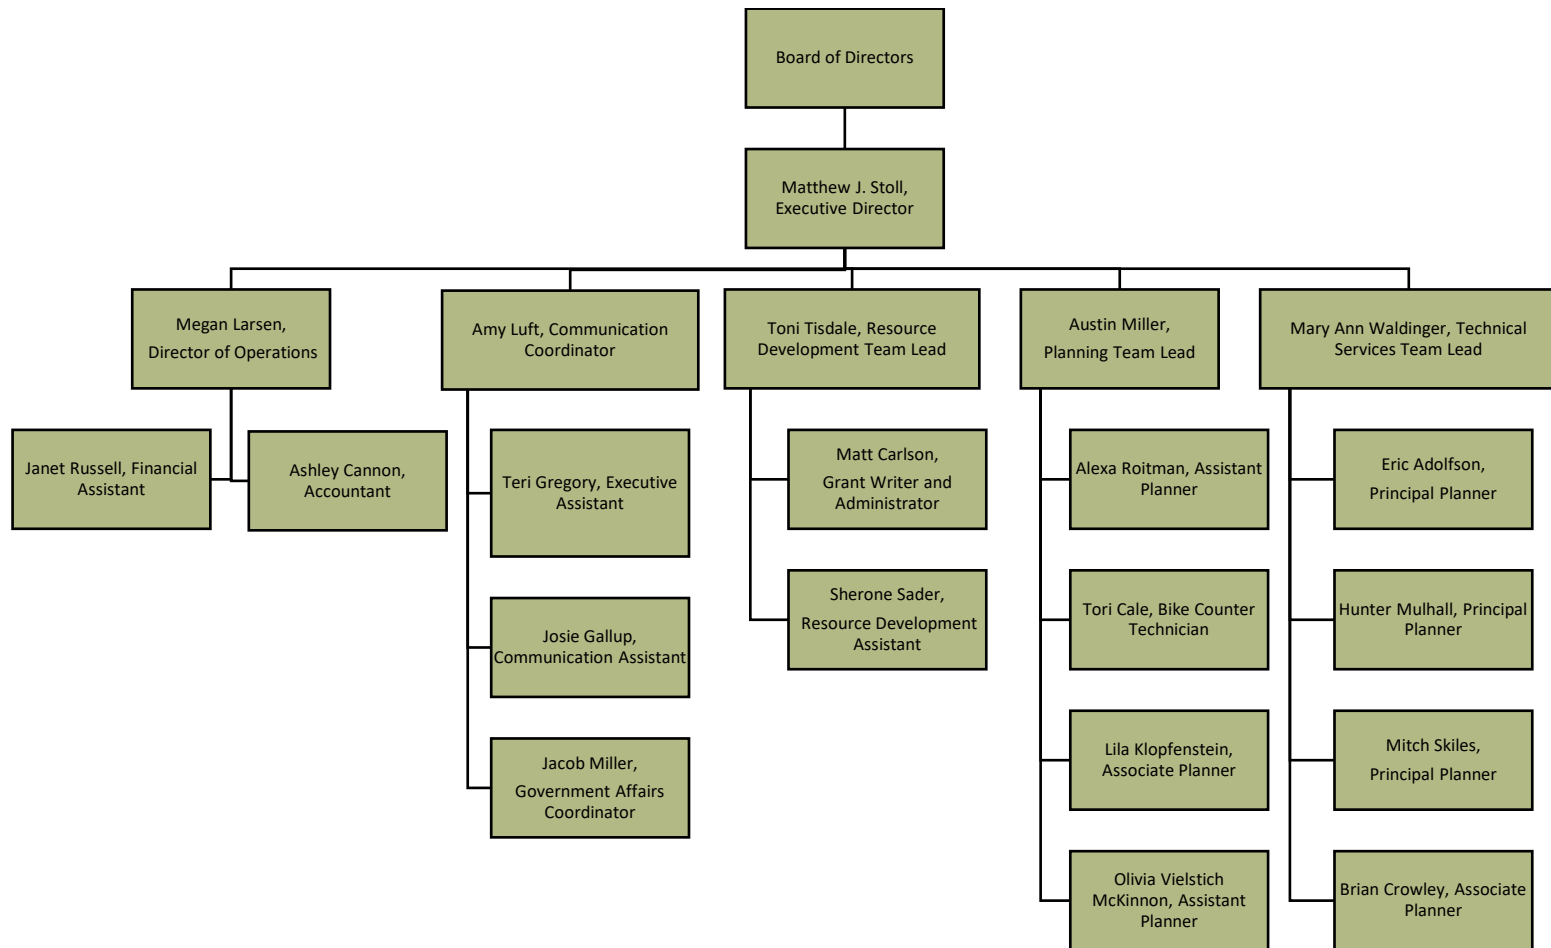 Board of Directors
Matthew J. Stoll,
Executive Director
Megan Larsen,
Director of Operations
Amy Luft, Communication
Coordinator
Toni Tisdale, Resource
Development Team Lead
Austin Miller,
Planning Team Lead
Mary Ann Waldinger, Technical
Services Team Lead
Janet Russell, Financial
Assistant
Ashley Cannon,
Accountant
Teri Gregory, Executive
Assistant
Josie Gallup,
Communication Assistant
Jacob Miller,
Government Affairs
Coordinator
Matt Carlson,
Grant Writer and
Administrator
Sherone Sader,
Resource Development
Assistant
Alexa Roitman, Assistant
Planner
Tori Cale, Bike Counter
Technician
Lila Klopfenstein,
Associate Planner
Olivia Vielstich
McKinnon, Assistant
Planner
Eric Adolfson,
Principal Planner
Hunter Mulhall, Principal
Planner
Mitch Skiles,
Principal Planner
Brian Crowley, Associate
Planner